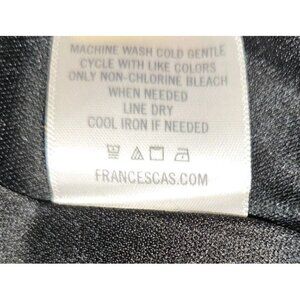 MACHINE WASH COLD GENTLE
CYCLE WITH LIKE COLORS
ONLY NON-CHLORINE BLEACH
WHEN NEEDED
LINE DRY
COOL IRON IF NEEDED
FRANCESCAS.COM